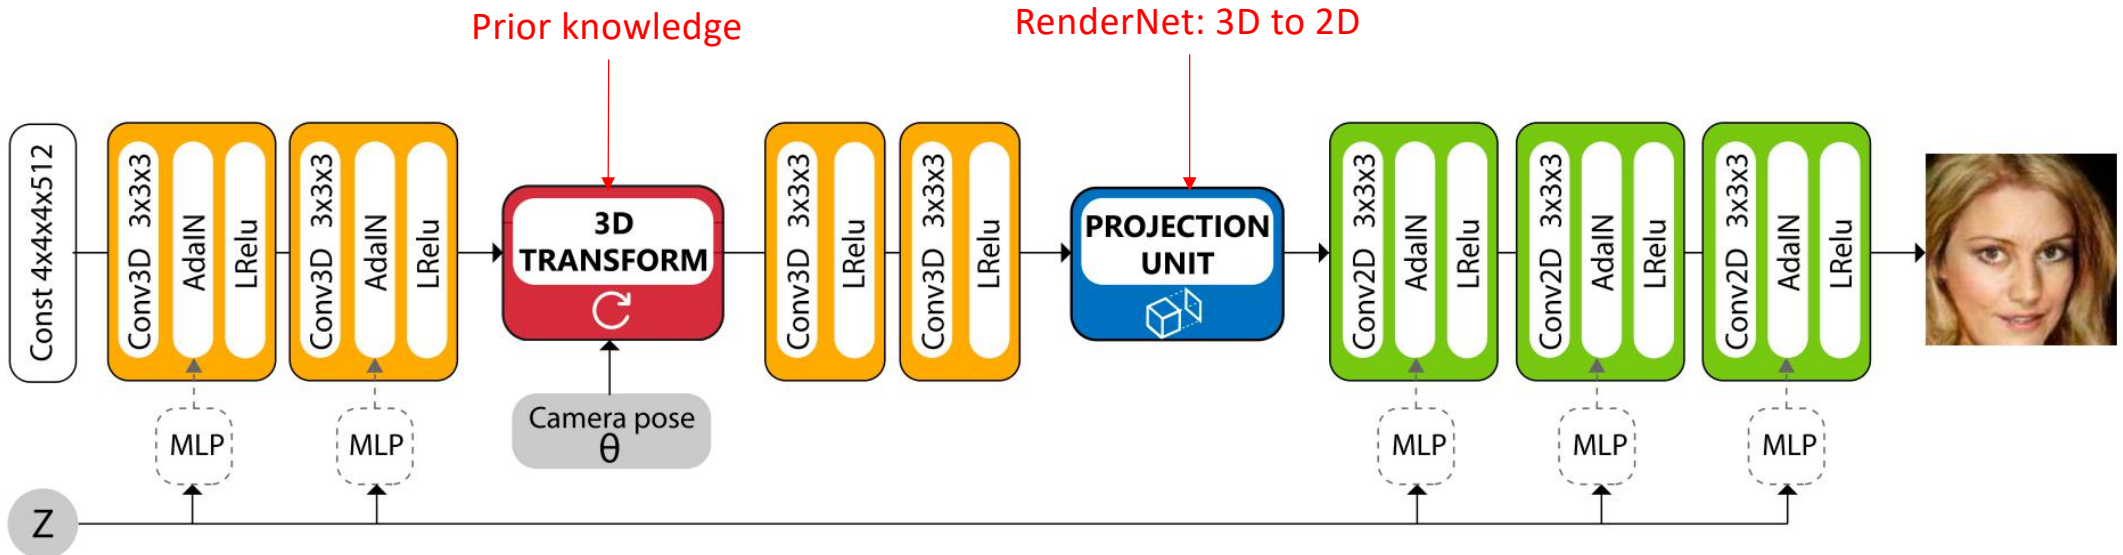 Prior knowledge
RenderNet: 3D to 2D
Const 4x4x4x512
Conv3D 3x3x3
AdaIN
LRelu
Conv3D 3x3x3
AdaIN
LRelu
3D
TRANSFORM
Conv3D 3x3x3
LRelu
Conv3D 3x3x3
LRelu
PROJECTION
UNIT
Conv2D 3x3x3
AdaIN
LRelu
Conv2D 3x3x3
AdaIN
LRelu
Conv2D 3x3x3
AdaIN
LRelu
MLP
MLP
Camera pose
θ
MLP
MLP
MLP
Z